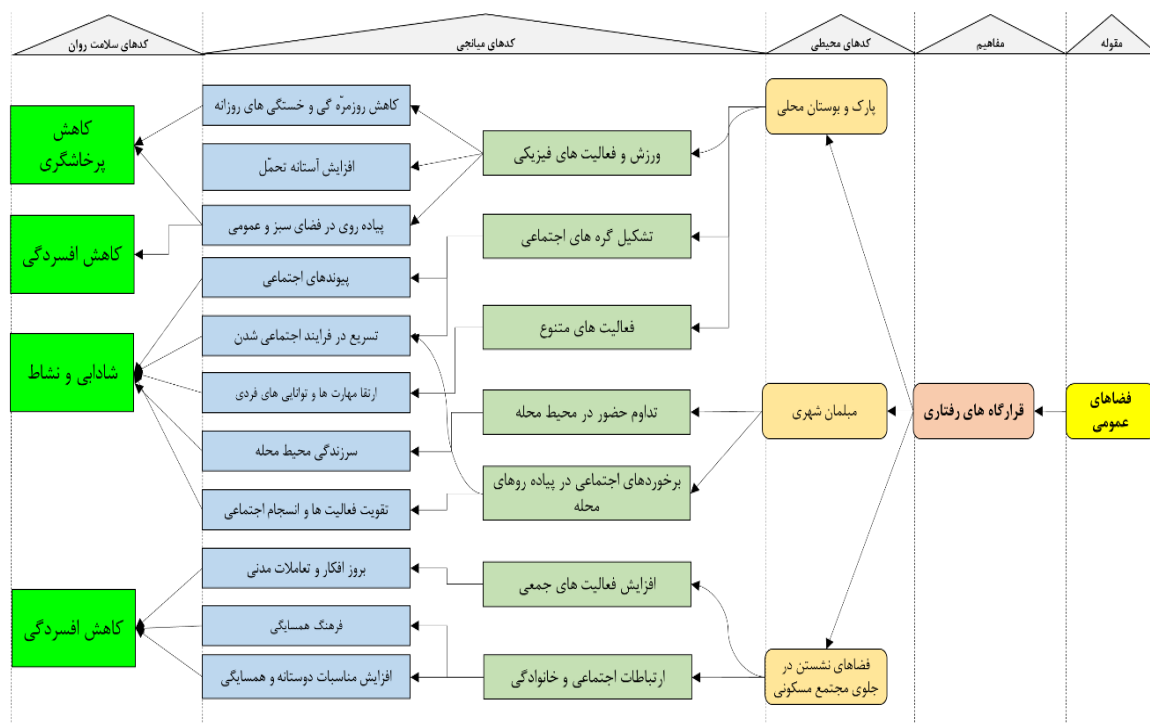 مقوله
مفاهیم
کدهای محیطی
کدهای میانجی
کدهای سلامت روان
فضاهای
عمومی
قرارگاه های رفتاری
پارک و بوستان محلی
مبلمان شهری
فضاهای نشستن در
جلوی مجتمع مسکونی
ورزش و فعالیت های فیزیکی
تشکیل گره های اجتماعی
فعالیت های متنوع
تداوم حضور در محیط محله
برخوردهای اجتماعی در پیاده روهای
محله
افزایش فعالیت های جمعی
ارتباطات اجتماعی و خانوادگی
کاهش روزمرّه گی و خستگی های روزانه
افزایش آستانه تحمّل
پیاده روی در فضای سبز و عمومی
پیوندهای اجتماعی
تسریع در فرایند اجتماعی شدن
ارتقا مهارت ها و توانایی های فردی
سرزندگی محیط محله
تقویت فعالیت ها و انسجام اجتماعی
بروز افکار و تعاملات مدنی
فرهنگ همسایگی
افزایش مناسبات دوستانه و همسایگی
کاهش
پرخاشگری
کاهش افسردگی
شادابی و نشاط
کاهش افسردگی